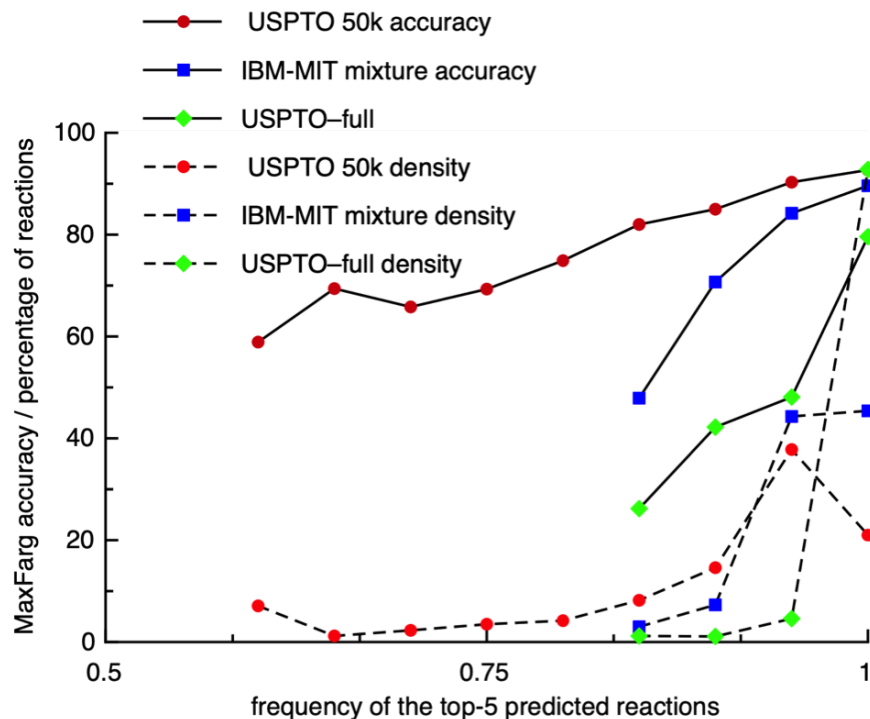 USPTO 50k accuracy
IBM-MIT mixture accuracy
USPTO–full
USPTO 50k density
IBM-MIT mixture density
USPTO–full density
MaxFarg accuracy / percentage of reactions
100
80
60
40
20
0
0.5
0.75
1
frequency of the top-5 predicted reactions